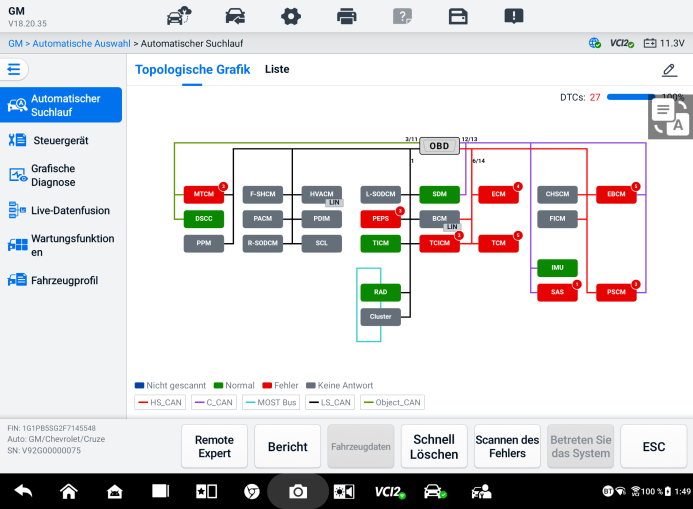 GM
V18.20.35
GM > Automatische Auswahl > Automatischer Suchlauf
VCI2
11.3V
Topologische Grafik
Liste
Automatischer
Suchlauf
Steuergerät
Grafische
Diagnose
Live-Datenfusion
Wartungsfunktion
en
Fahrzeugprofil
DTCs: 27
100%
A
3/11
OBD
12/13
1
6/14
MTCM
F-SHCM
HVACM
LIN
L-SODCM
SDM
ECM
CHSCM
EBCM
DSCC
PACM
PDIM
PEPS
BCM
LIN
FICM
PPM
R-SODCM
SCL
TICM
TCICM
TCM
IMU
RAD
SAS
PSCM
Cluster
Nicht gescannt
Normal
Fehler
Keine Antwort
HS_CAN
C_CAN
MOST Bus
LS_CAN
Object_CAN
FIN: 1G1PB5SG2F7145548
Auto: GM/Chevrolet/Cruze
SN: V92G00000075
Remote
Expert
Bericht
Fahrzeugdaten
Schnell
Löschen
Scannen des
Fehlers
Betreten Sie
das System
ESC
VCI2
BT
100 %
1:49